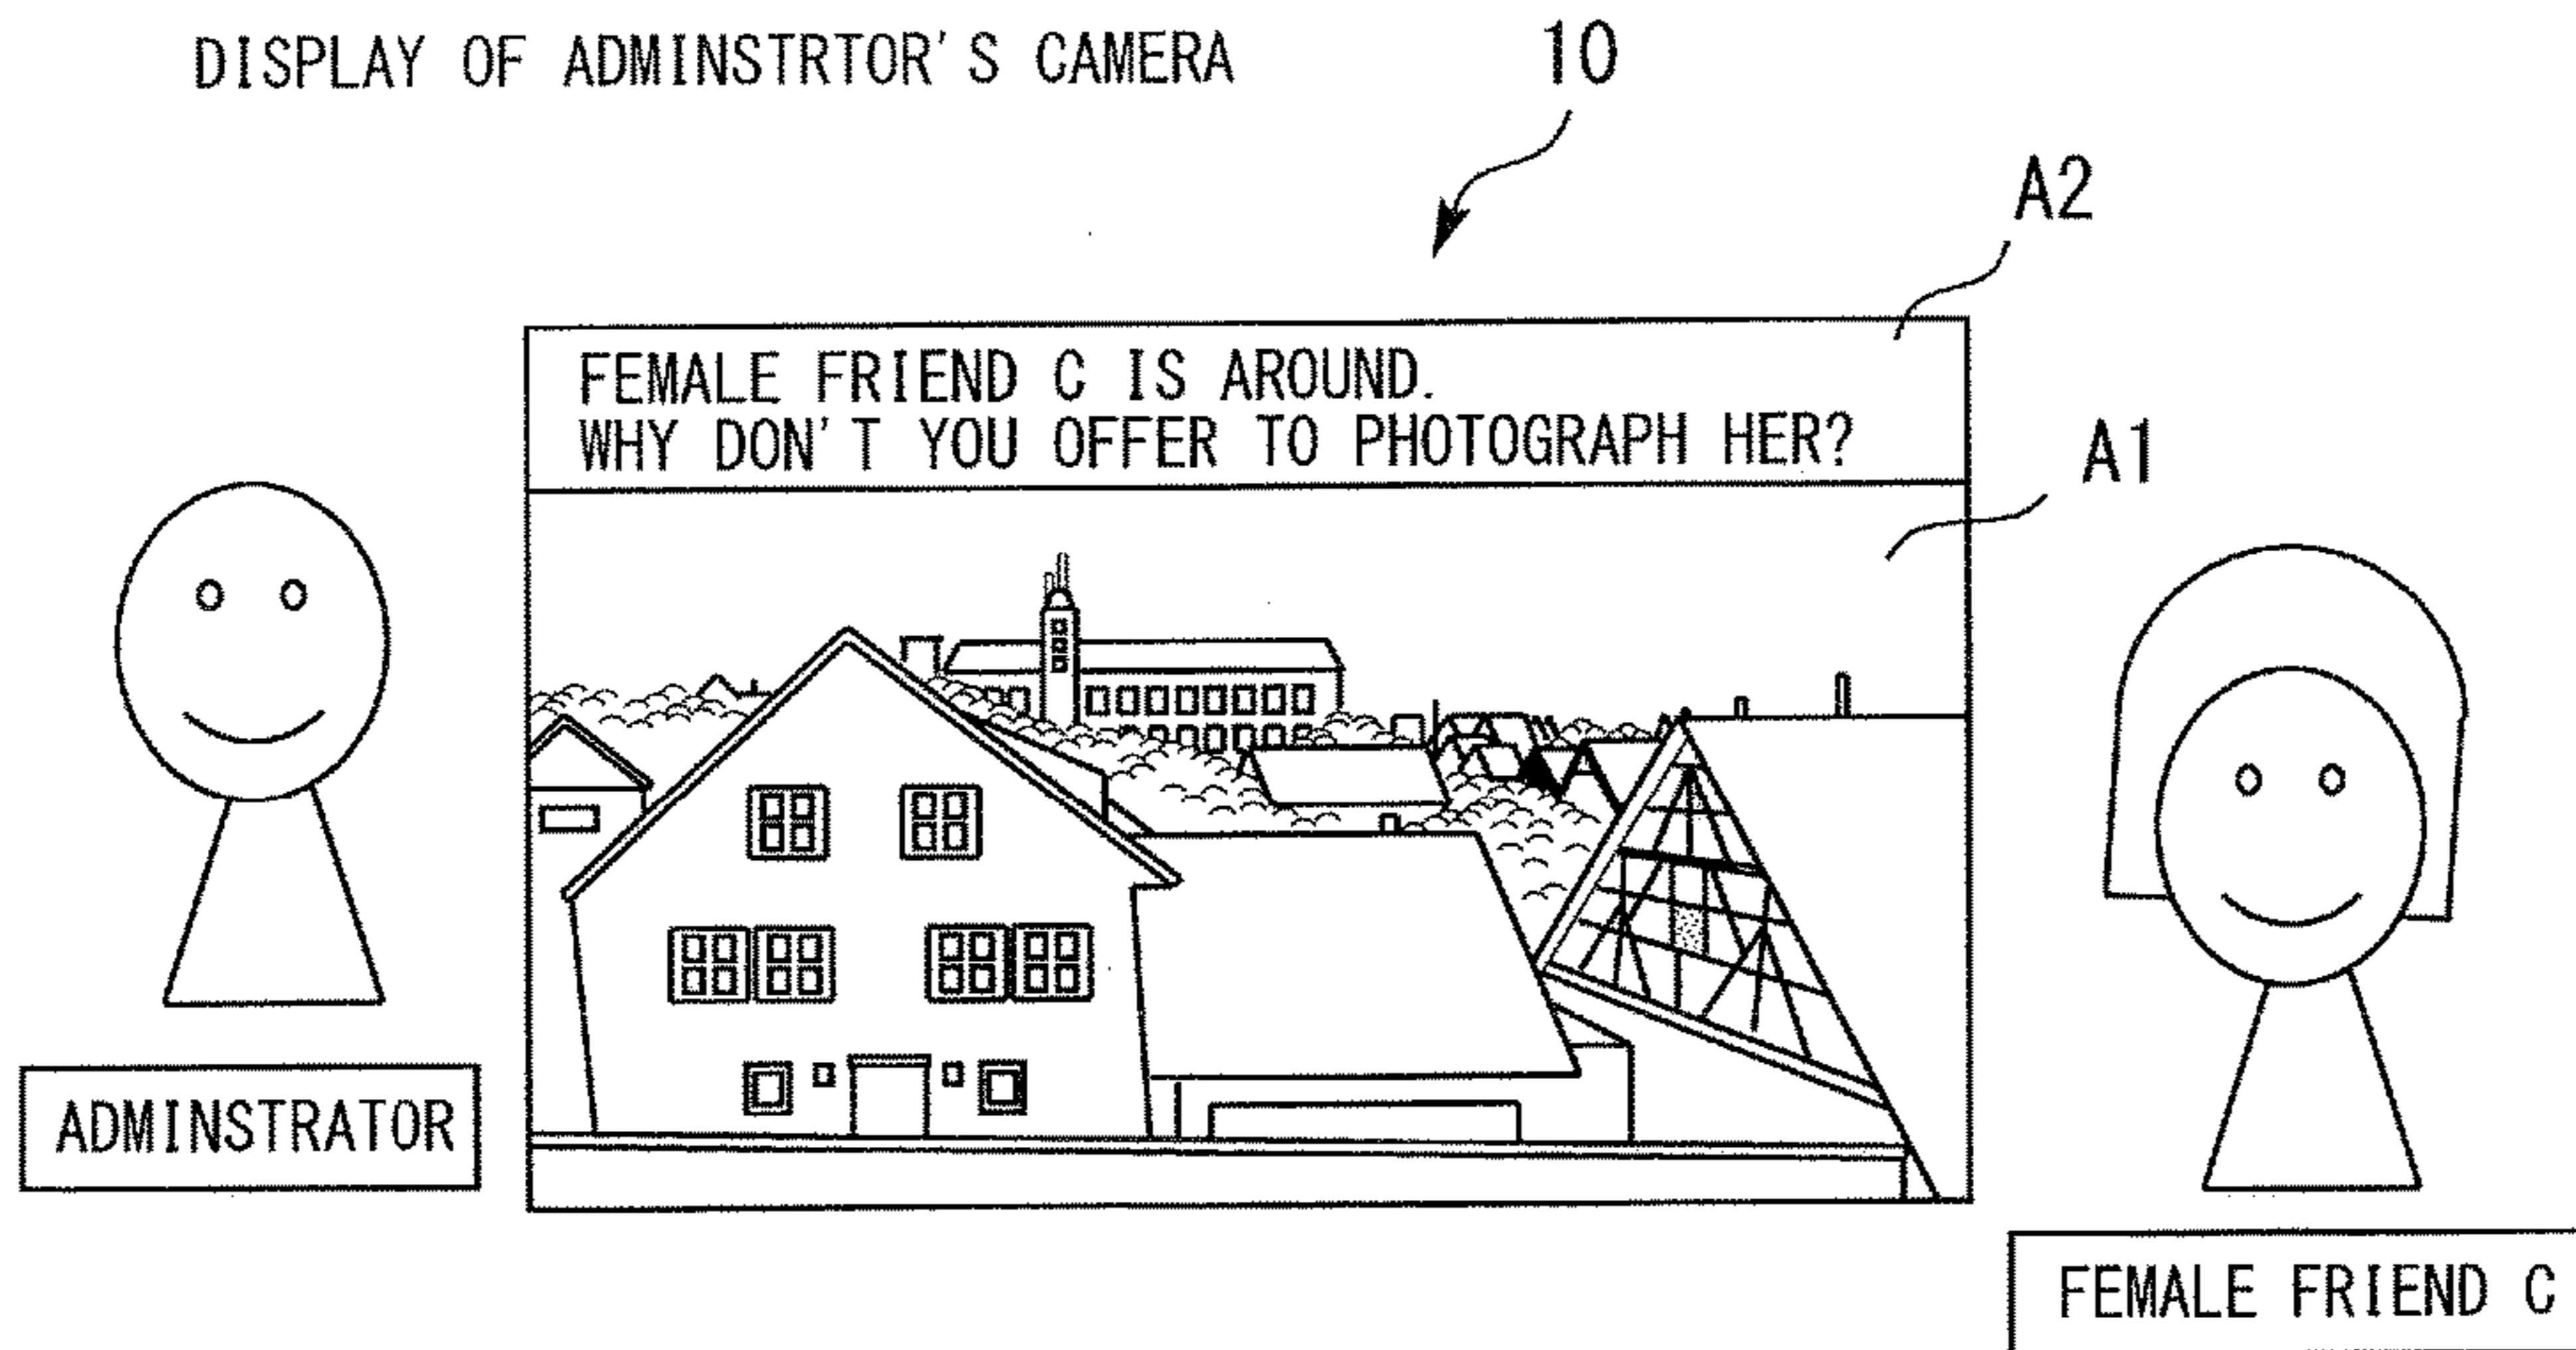 DISPLAY OF ADMINSTRTOR'S CAMERA
10
A2
FEMALE FRIEND C IS AROUND.
WHY DON'T YOU OFFER TO PHOTOGRAPH HER?
A1
ADMINSTRATOR
FEMALE FRIEND C